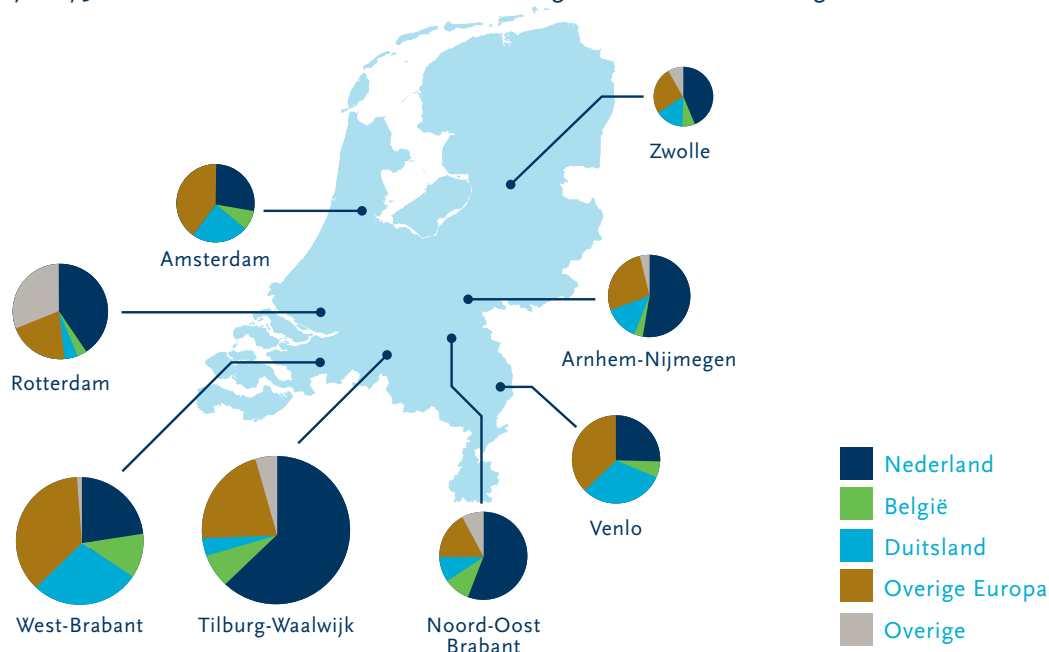 Zwolle
Amsterdam
Arnhem-Nijmegen
Rotterdam
Venlo
West-Brabant
Tilburg-Waalwijk
Noord-Oost
Brabant
Nederland
België
Duitsland
Overige Europa
Overige